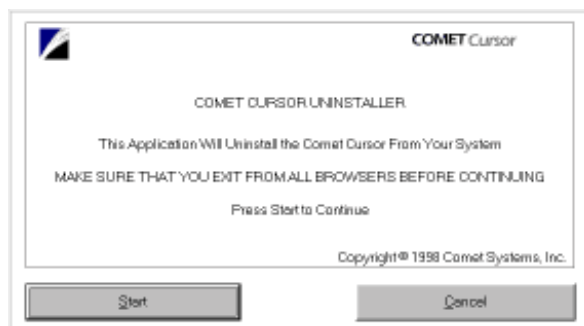 COMET Cursor
COMET CURSOR UNINSTALLER
This Application Will Uninstall the Comet Cursor From Your System
MAKE SURE THAT YOU EXIT FROM ALL BROWSERS BEFORE CONTINUING
Press Start to Continue
Copyright® 1998 Comet Systems, Inc.
Start
Cancel